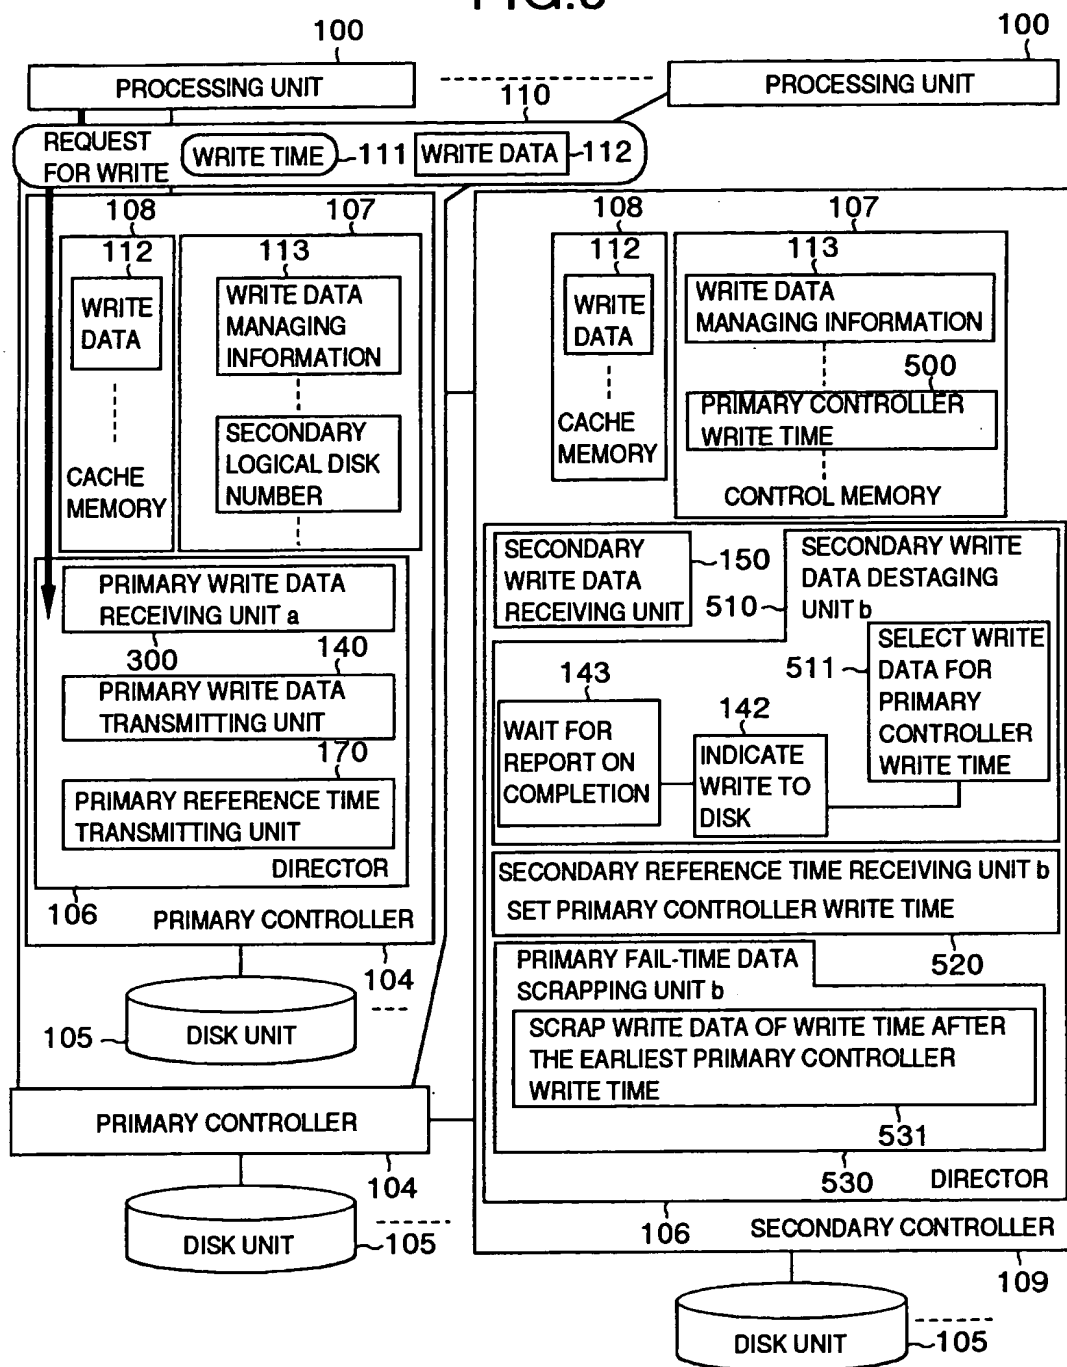 FIG.
100
PROCESSING UNIT
100
PROCESSING UNIT
110
REQUEST
FOR WRITE
WRITE TIME
111
WRITE DATA
112
108
107
112
113
WRITE
DATA
WRITE DATA
MANAGING
INFORMATION
SECONDARY
LOGICAL DISK
NUMBER
CACHE
MEMORY
PRIMARY WRITE DATA
RECEIVING UNIT a
300
140
PRIMARY WRITE DATA
TRANSMITTING UNIT
170
PRIMARY REFERENCE TIME
TRANSMITTING UNIT
DIRECTOR
106
PRIMARY CONTROLLER
104
105
DISK UNIT
PRIMARY CONTROLLER
104
DISK UNIT
105
108
107
112
113
WRITE
DATA
WRITE DATA
MANAGING INFORMATION
500
PRIMARY CONTROLLER
WRITE TIME
CACHE
MEMORY
CONTROL MEMORY
SECONDARY
WRITE DATA
RECEIVING UNIT
150
510
SECONDARY WRITE
DATA DESTAGING
UNIT b
511
SELECT WRITE
DATA FOR
PRIMARY
CONTROLLER
WRITE TIME
143
WAIT FOR
REPORT ON
COMPLETION
142
INDICATE
WRITE TO
DISK
SECONDARY REFERENCE TIME RECEIVING UNIT b
SET PRIMARY CONTROLLER WRITE TIME
520
PRIMARY FAIL-TIME DATA
SCRAPPING UNIT b
SCRAP WRITE DATA OF WRITE TIME AFTER
THE EARLIEST PRIMARY CONTROLLER
WRITE TIME
531
530
DIRECTOR
106
SECONDARY CONTROLLER
109
DISK UNIT
105